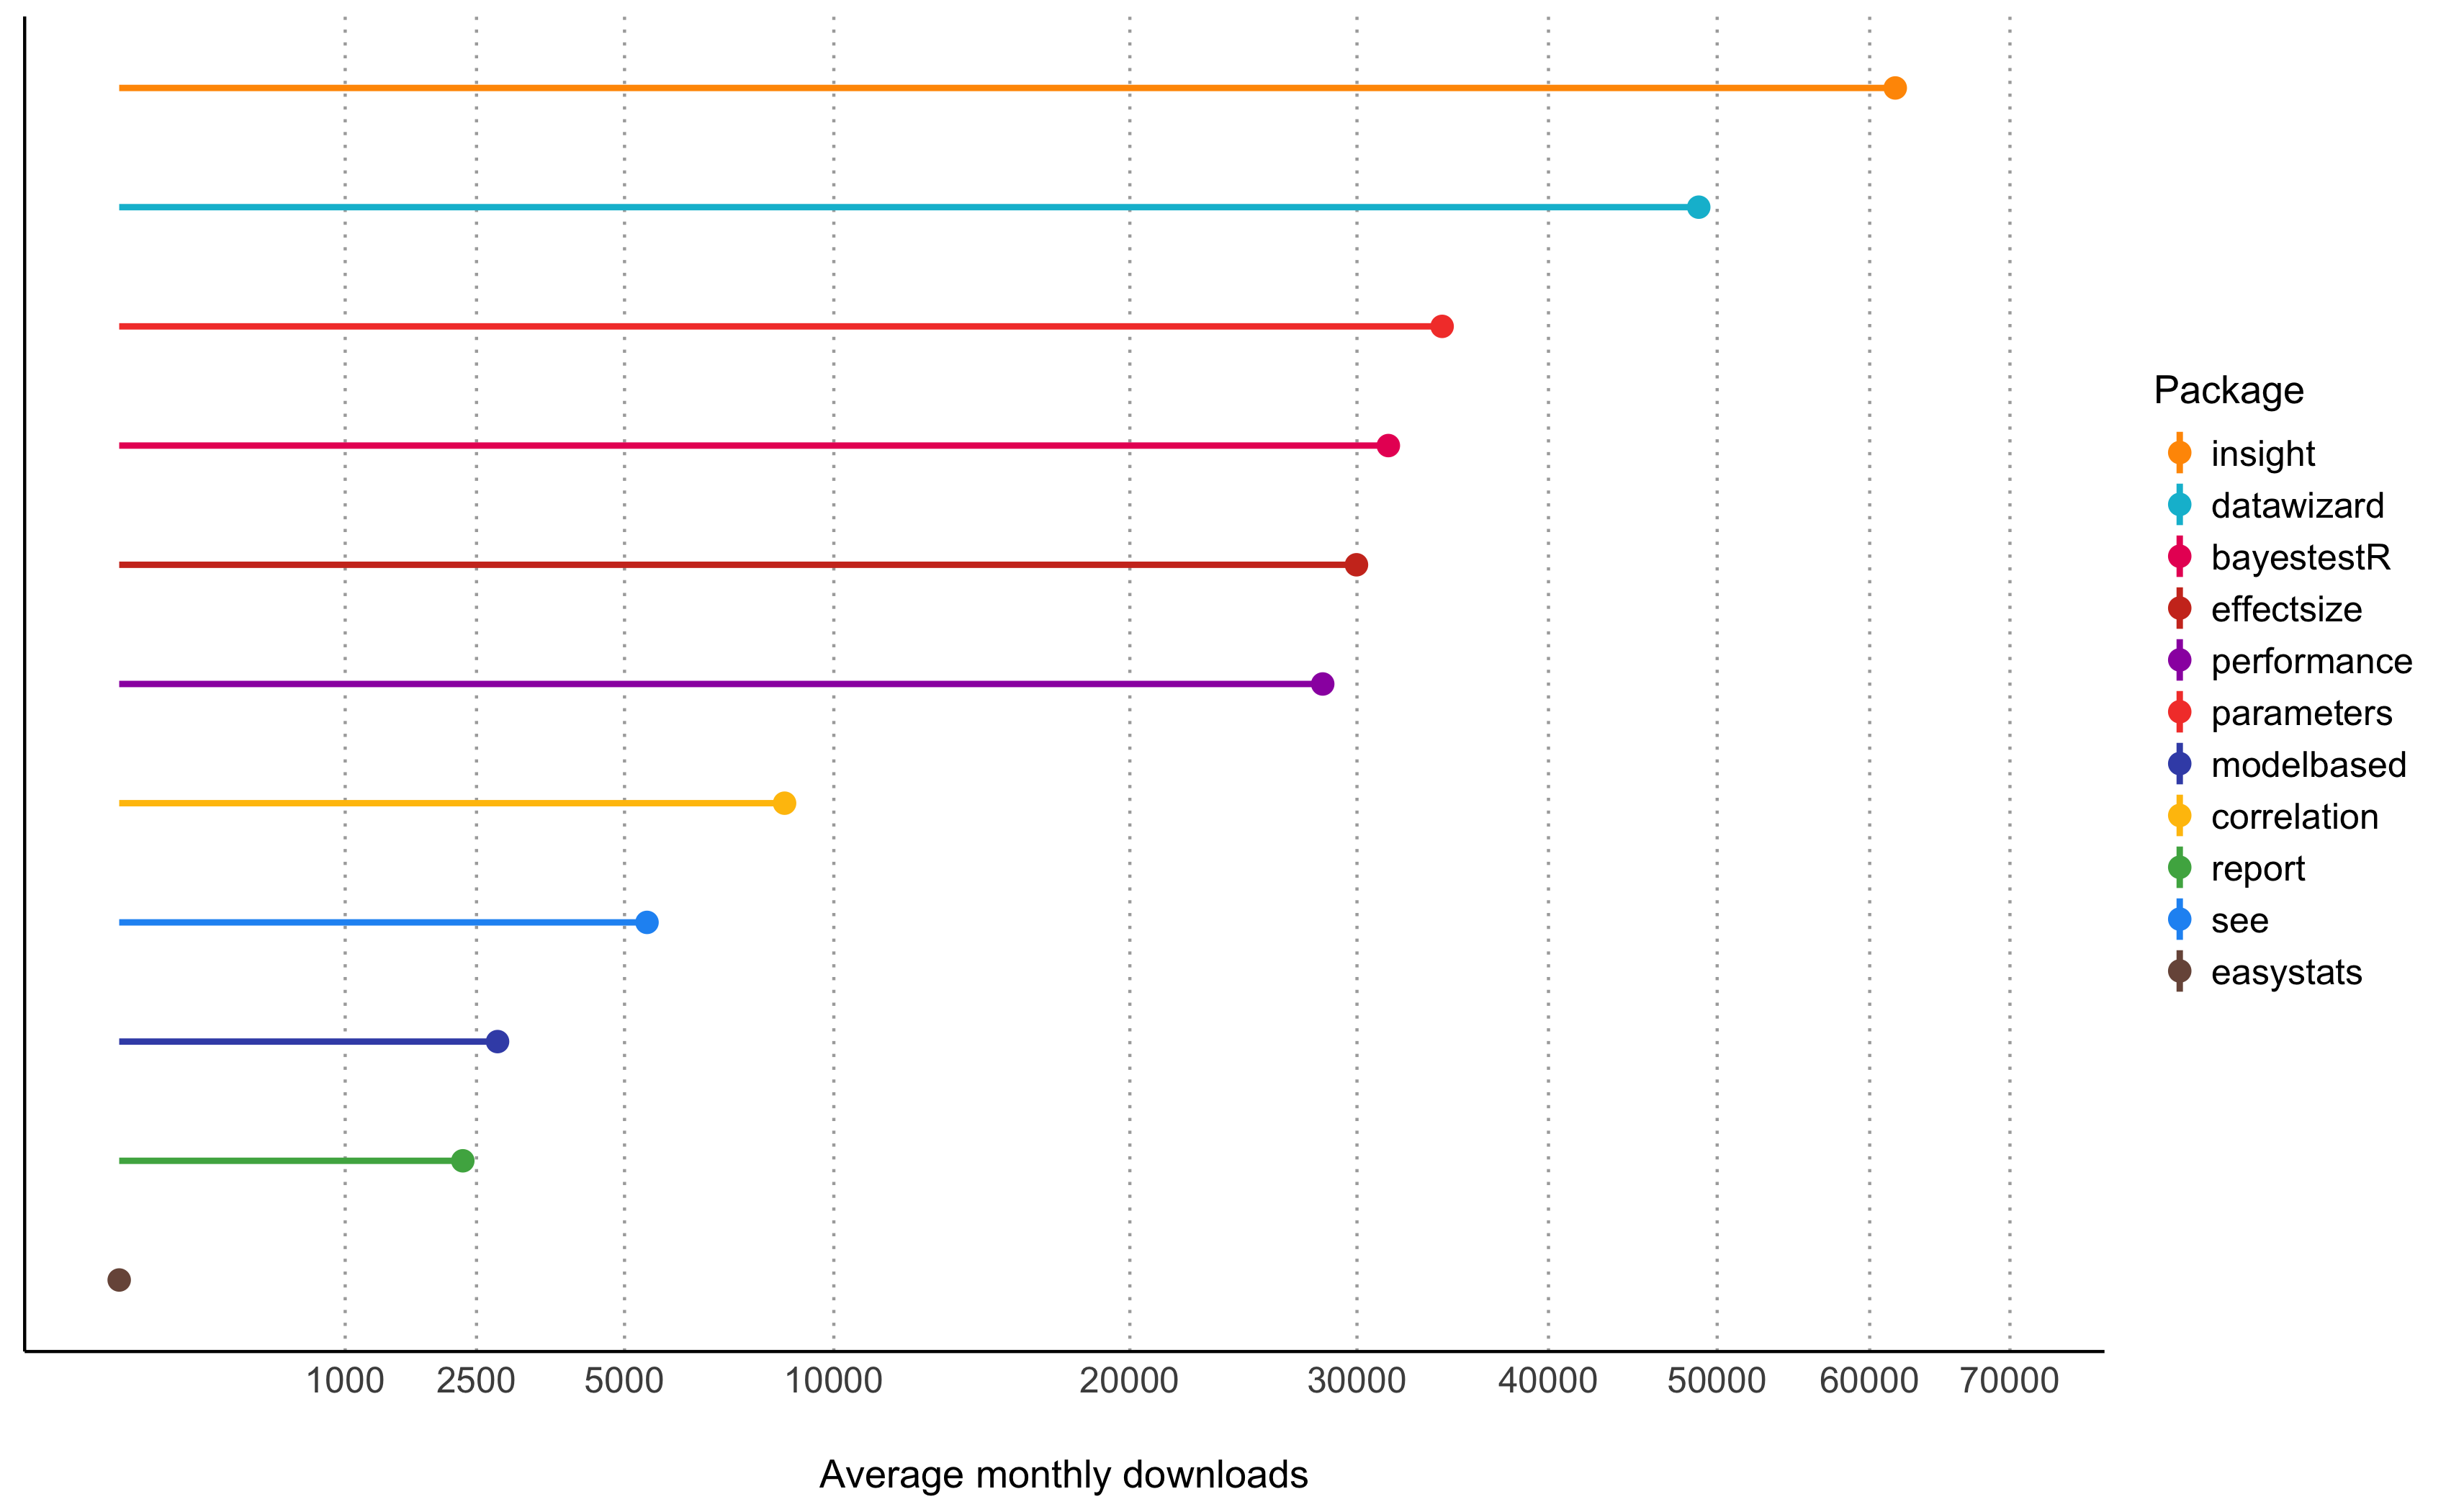 Package
insight
datawizard
bayestestR
effectsize
performance
parameters
modelbased
correlation
report
see
easystats
1000 2500 5000 10000 20000 30000 40000 50000 60000 70000
Average monthly downloads